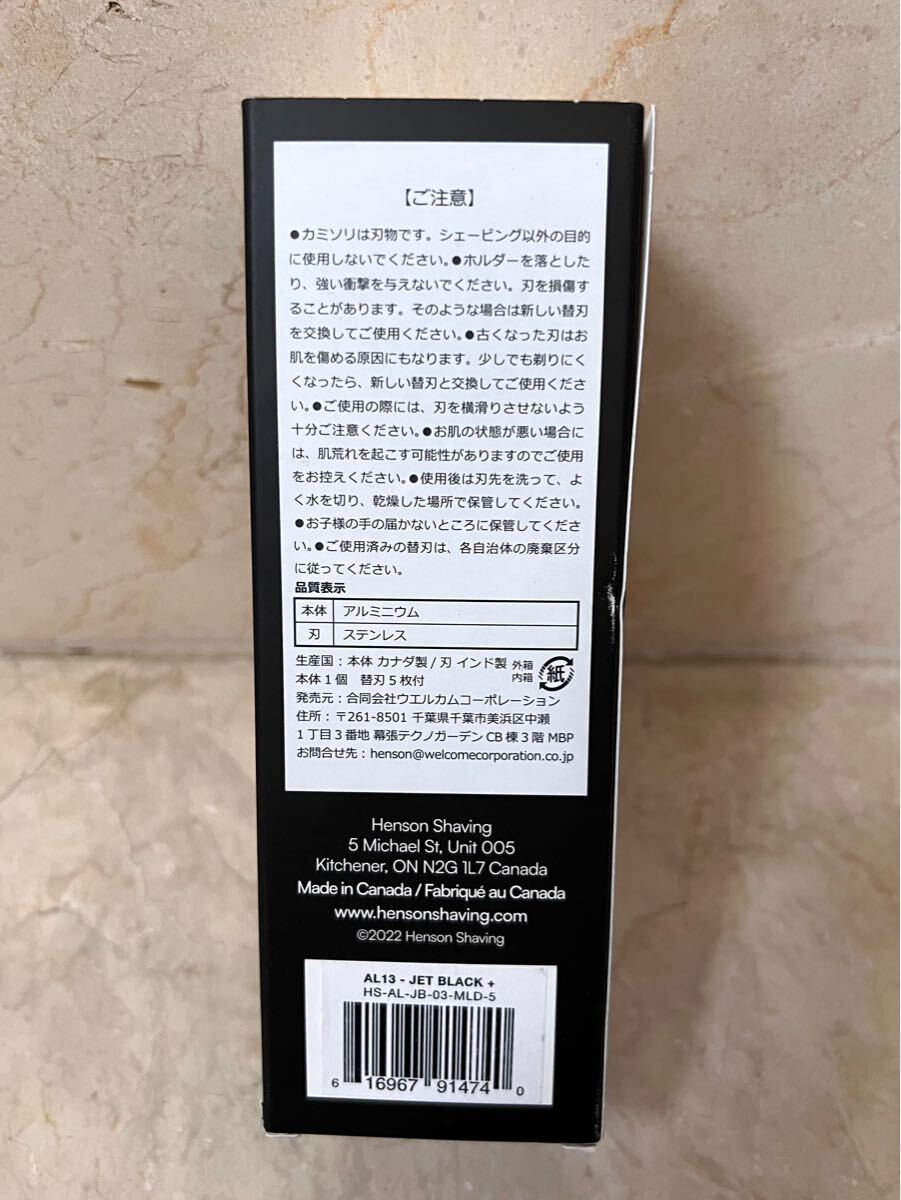 【ご注意】
●カミソリは刃物です。シェービング以外の目的
に使用しないでください。●ホルダーを落とした
り、強い衝撃を与えないでください。刃を損傷す
ることがあります。そのような場合は新しい替刃
を交換してご使用ください。●古くなった刃はお
肌を傷める原因にもなります。少しでも剃りにく
くなったら、新しい替刃と交換してご使用くださ
い。●ご使用の際には、刃を横滑りさせないよう
十分ご注意ください。●お肌の状態が悪い場合に
は、肌荒れを起こす可能性がありますのでご使用
をお控えください。●使用後は刃先を洗って、よ
く水を切り、乾燥した場所で保管してください。
●お子様の手の届かないところに保管してくださ
い。●ご使用済みの替刃は、各自治体の廃棄区分
に従ってください。
品質表示
本体 アルミニウム
刃 ステンレス
生産国：本体 カナダ製 / 刃 インド製
本体1個 替刃5枚付
外箱
内箱
紙
発売元：合同会社ウエルカムコーポレーション
住所：〒261-8501 千葉県千葉市美浜区中瀬
1丁目3番地 幕張テクノガーデン CB 棟3階 MBP
お問合せ先：henson@welcomecorporation.co.jp
Henson Shaving
5 Michael St, Unit 005
Kitchener, ON N2G 1L7 Canada
Made in Canada / Fabriqué au Canada
www.hensonshaving.com
©2022 Henson Shaving
AL13 - JET BLACK +
HS-AL-JB-03-MLD-5
6 16967 91474 0